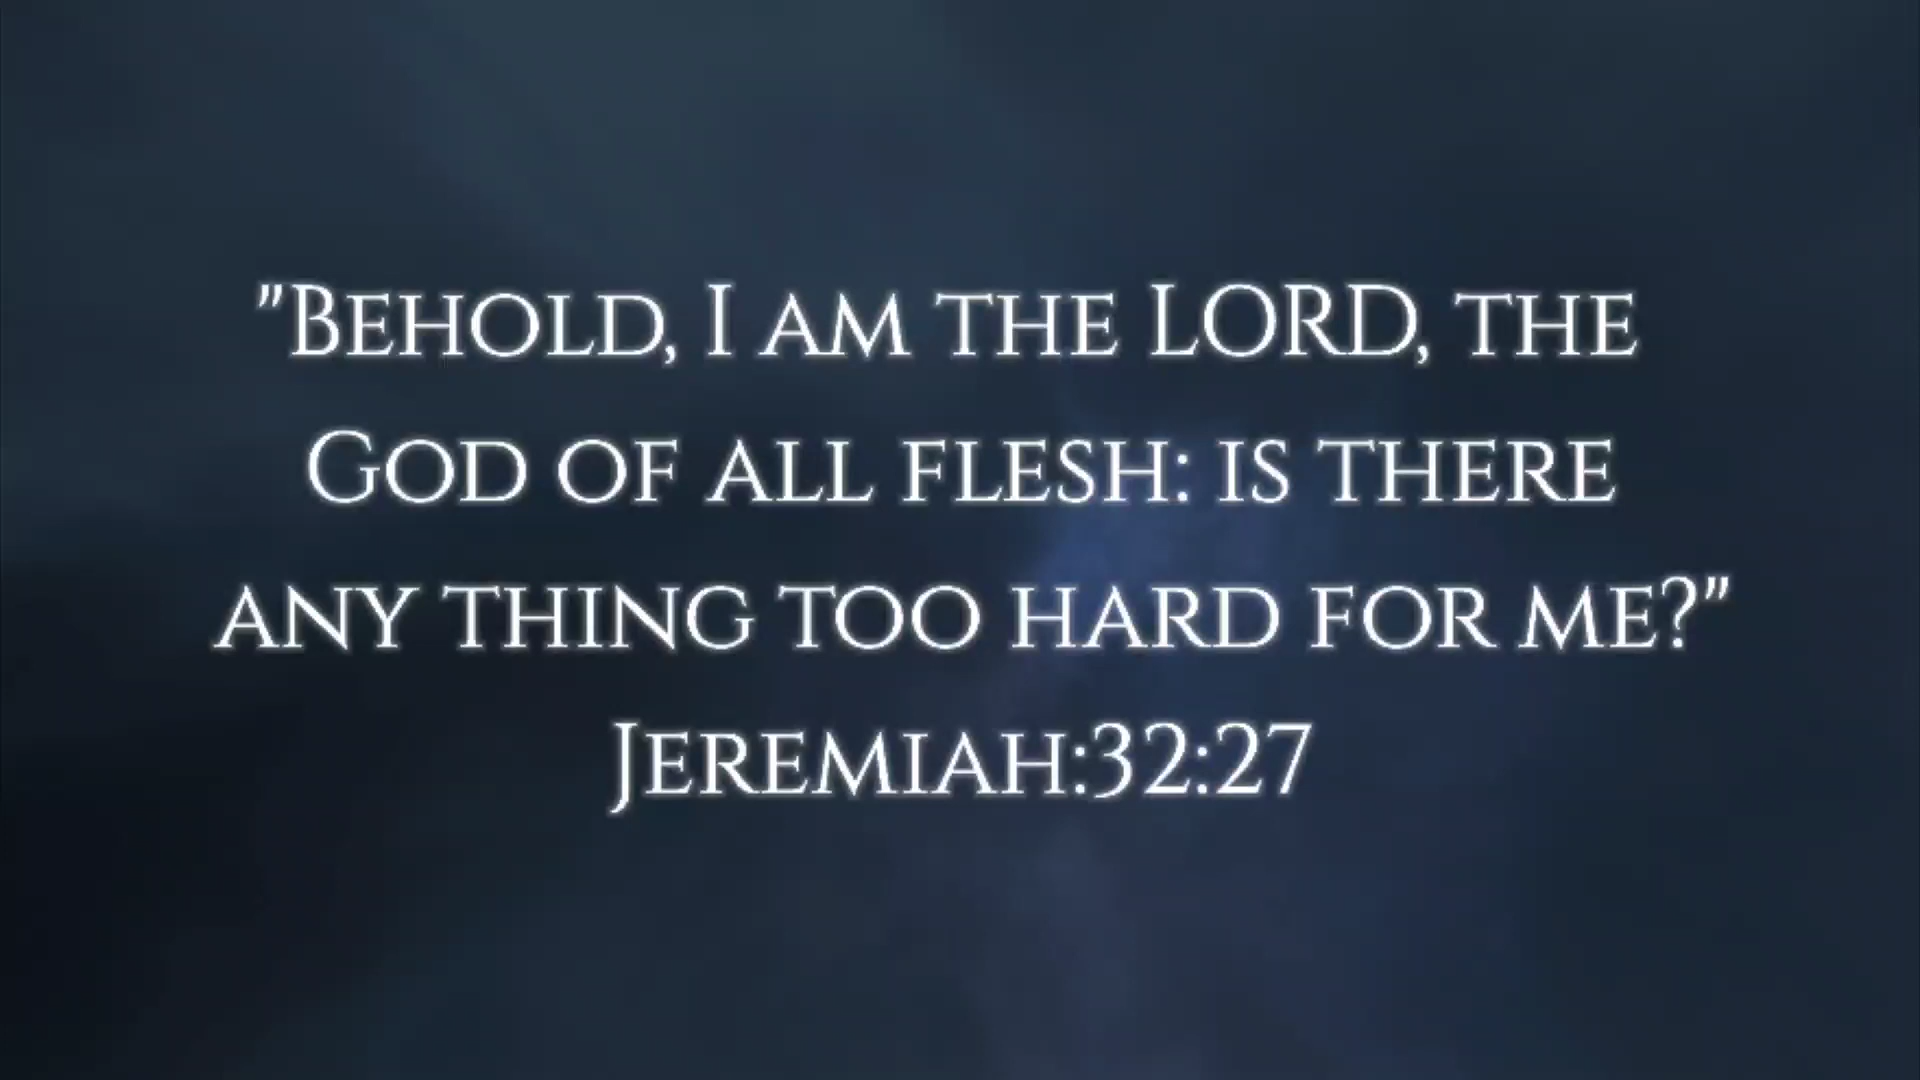 "Behold, I am the LORD, the
God of all flesh: is there
any thing too hard for me?"
Jeremiah:32:27